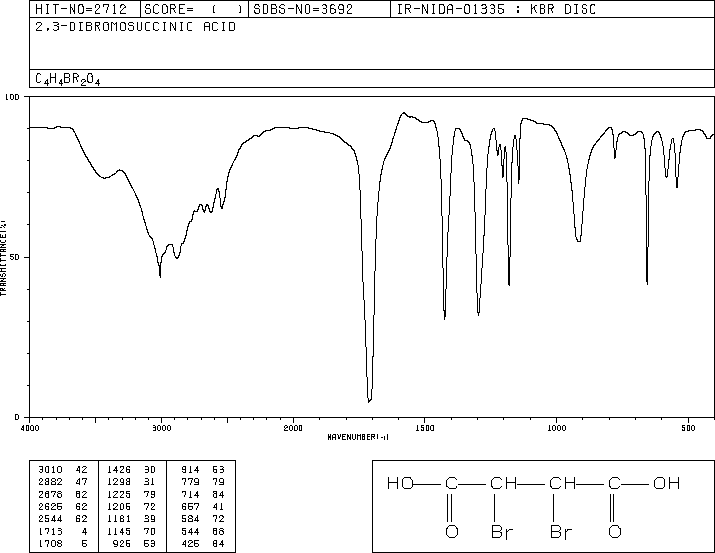 HIT-NO=2712 SCORE= ( ) SDBS-NO=3692 IR-NIDA-01335 : KBR DISC
2,3-DIBROMOSUCCINIC ACID
C4H4BR2O4
100
50
0
TRANSMITTANCE(%)
4000 3000 2000 1500 1000 500
WAVENUMBER(-1)
3010 42 1426 30 914 53
2882 47 1298 31 779 79
2678 62 1225 79 714 84
2625 62 1206 72 657 41
2544 62 1181 39 584 72
1713 4 1145 70 544 68
1708 5 926 53 425 84
HO C CH CH C OH
O Br Br O